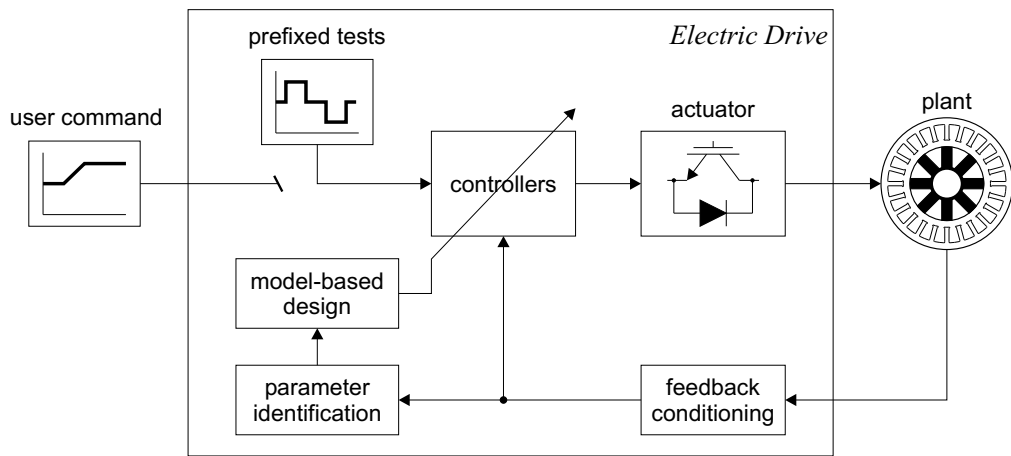 prefixed tests
Electric Drive
user command
actuator
plant
controllers
model-based
design
parameter
identification
feedback
conditioning